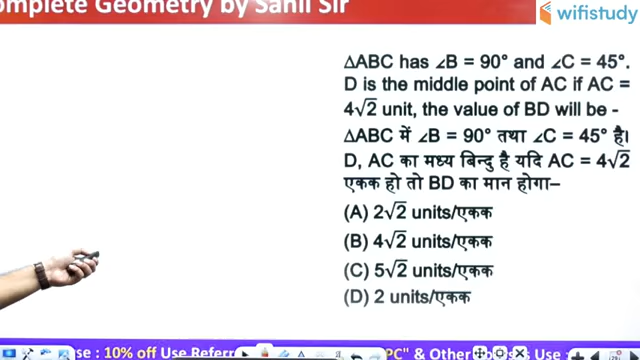 omplete Geometry by Sahil Sir
wifistudy
∆ABC has ∠B = 90° and ∠C = 45°.
D is the middle point of AC if AC =
4√2 unit, the value of BD will be -
∆ABC में ∠B = 90° तथा ∠C = 45° है।
D, AC का मध्य बिन्दु है यदि AC = 4√2
एकक हो तो BD का मान होगा–
(A) 2√2 units/एकक
(B) 4√2 units/एकक
(C) 5√2 units/एकक
(D) 2 units/एकक
se : 10% off Use Referr PC" & Other Use :